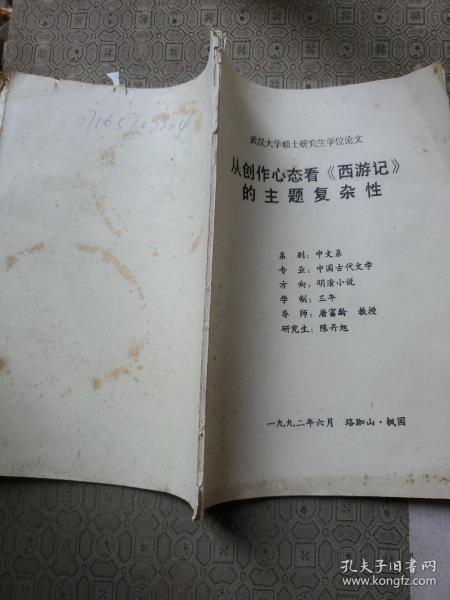 武汉大学硕士研究生学位论文
从创作心态看《西游记》
的主题复杂性
系别：中文系
专业：中国古代文学
方向：明清小说
学制：三年
导师：唐富龄 教授
研究生：陈丹旭
一九九二年六月 珞珈山·枫园
孔夫子旧书网
www.kongfz.com